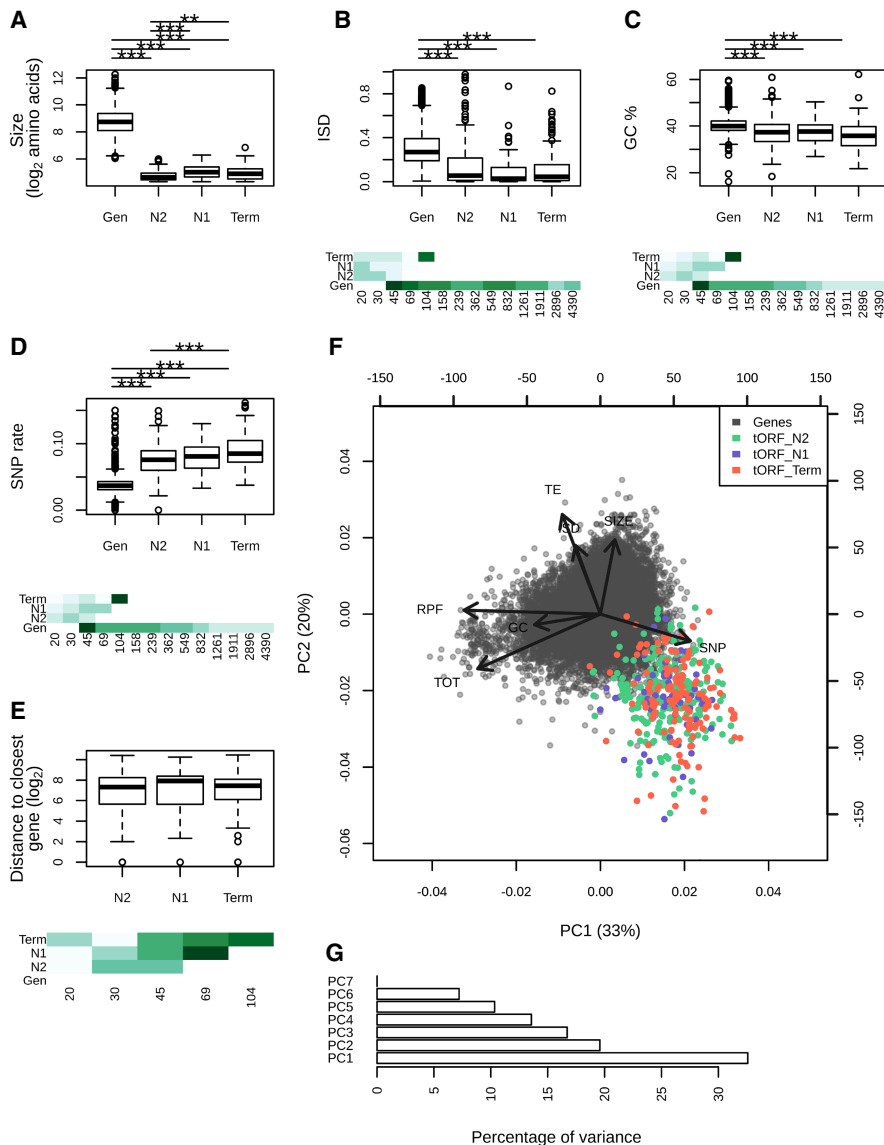 A
**
***
***
***
***
Size
(log2 amino acids)
12
10
8
6
Gen N2 N1 Term
B
***
***
***
ISD
0.8
0.4
0.0
Gen N2 N1 Term
Term
N1
N2
Gen
20 30 45 69 104 158 239 362 549 832 1261 1911 2896 4390
C
***
***
***
GC %
60
40
20
Gen N2 N1 Term
Term
N1
N2
Gen
20 30 45 69 104 158 239 362 549 832 1261 1911 2896 4390
D
***
***
***
***
SNP rate
0.10
0.00
Gen N2 N1 Term
Term
N1
N2
Gen
20 30 45 69 104 158 239 362 549 832 1261 1911 2896 4390
E
Distance to closest
gene (log2)
8
6
4
2
0
N2 N1 Term
Term
N1
N2
Gen
20 30 45 69 104
F
-150 -100 -50 0 50 100 150
Genes
tORF_N2
tORF_N1
tORF_Term
TE
SD
SIZE
RPF
GC
TOT
SNP
0.04
0.02
0.00
-0.02
-0.04
-0.06
PC2 (20%)
150
100
50
0
-50
-100
-150
-0.04 -0.02 0.00 0.02 0.04
PC1 (33%)
G
PC7
PC6
PC5
PC4
PC3
PC2
PC1
0 5 10 15 20 25 30
Percentage of variance